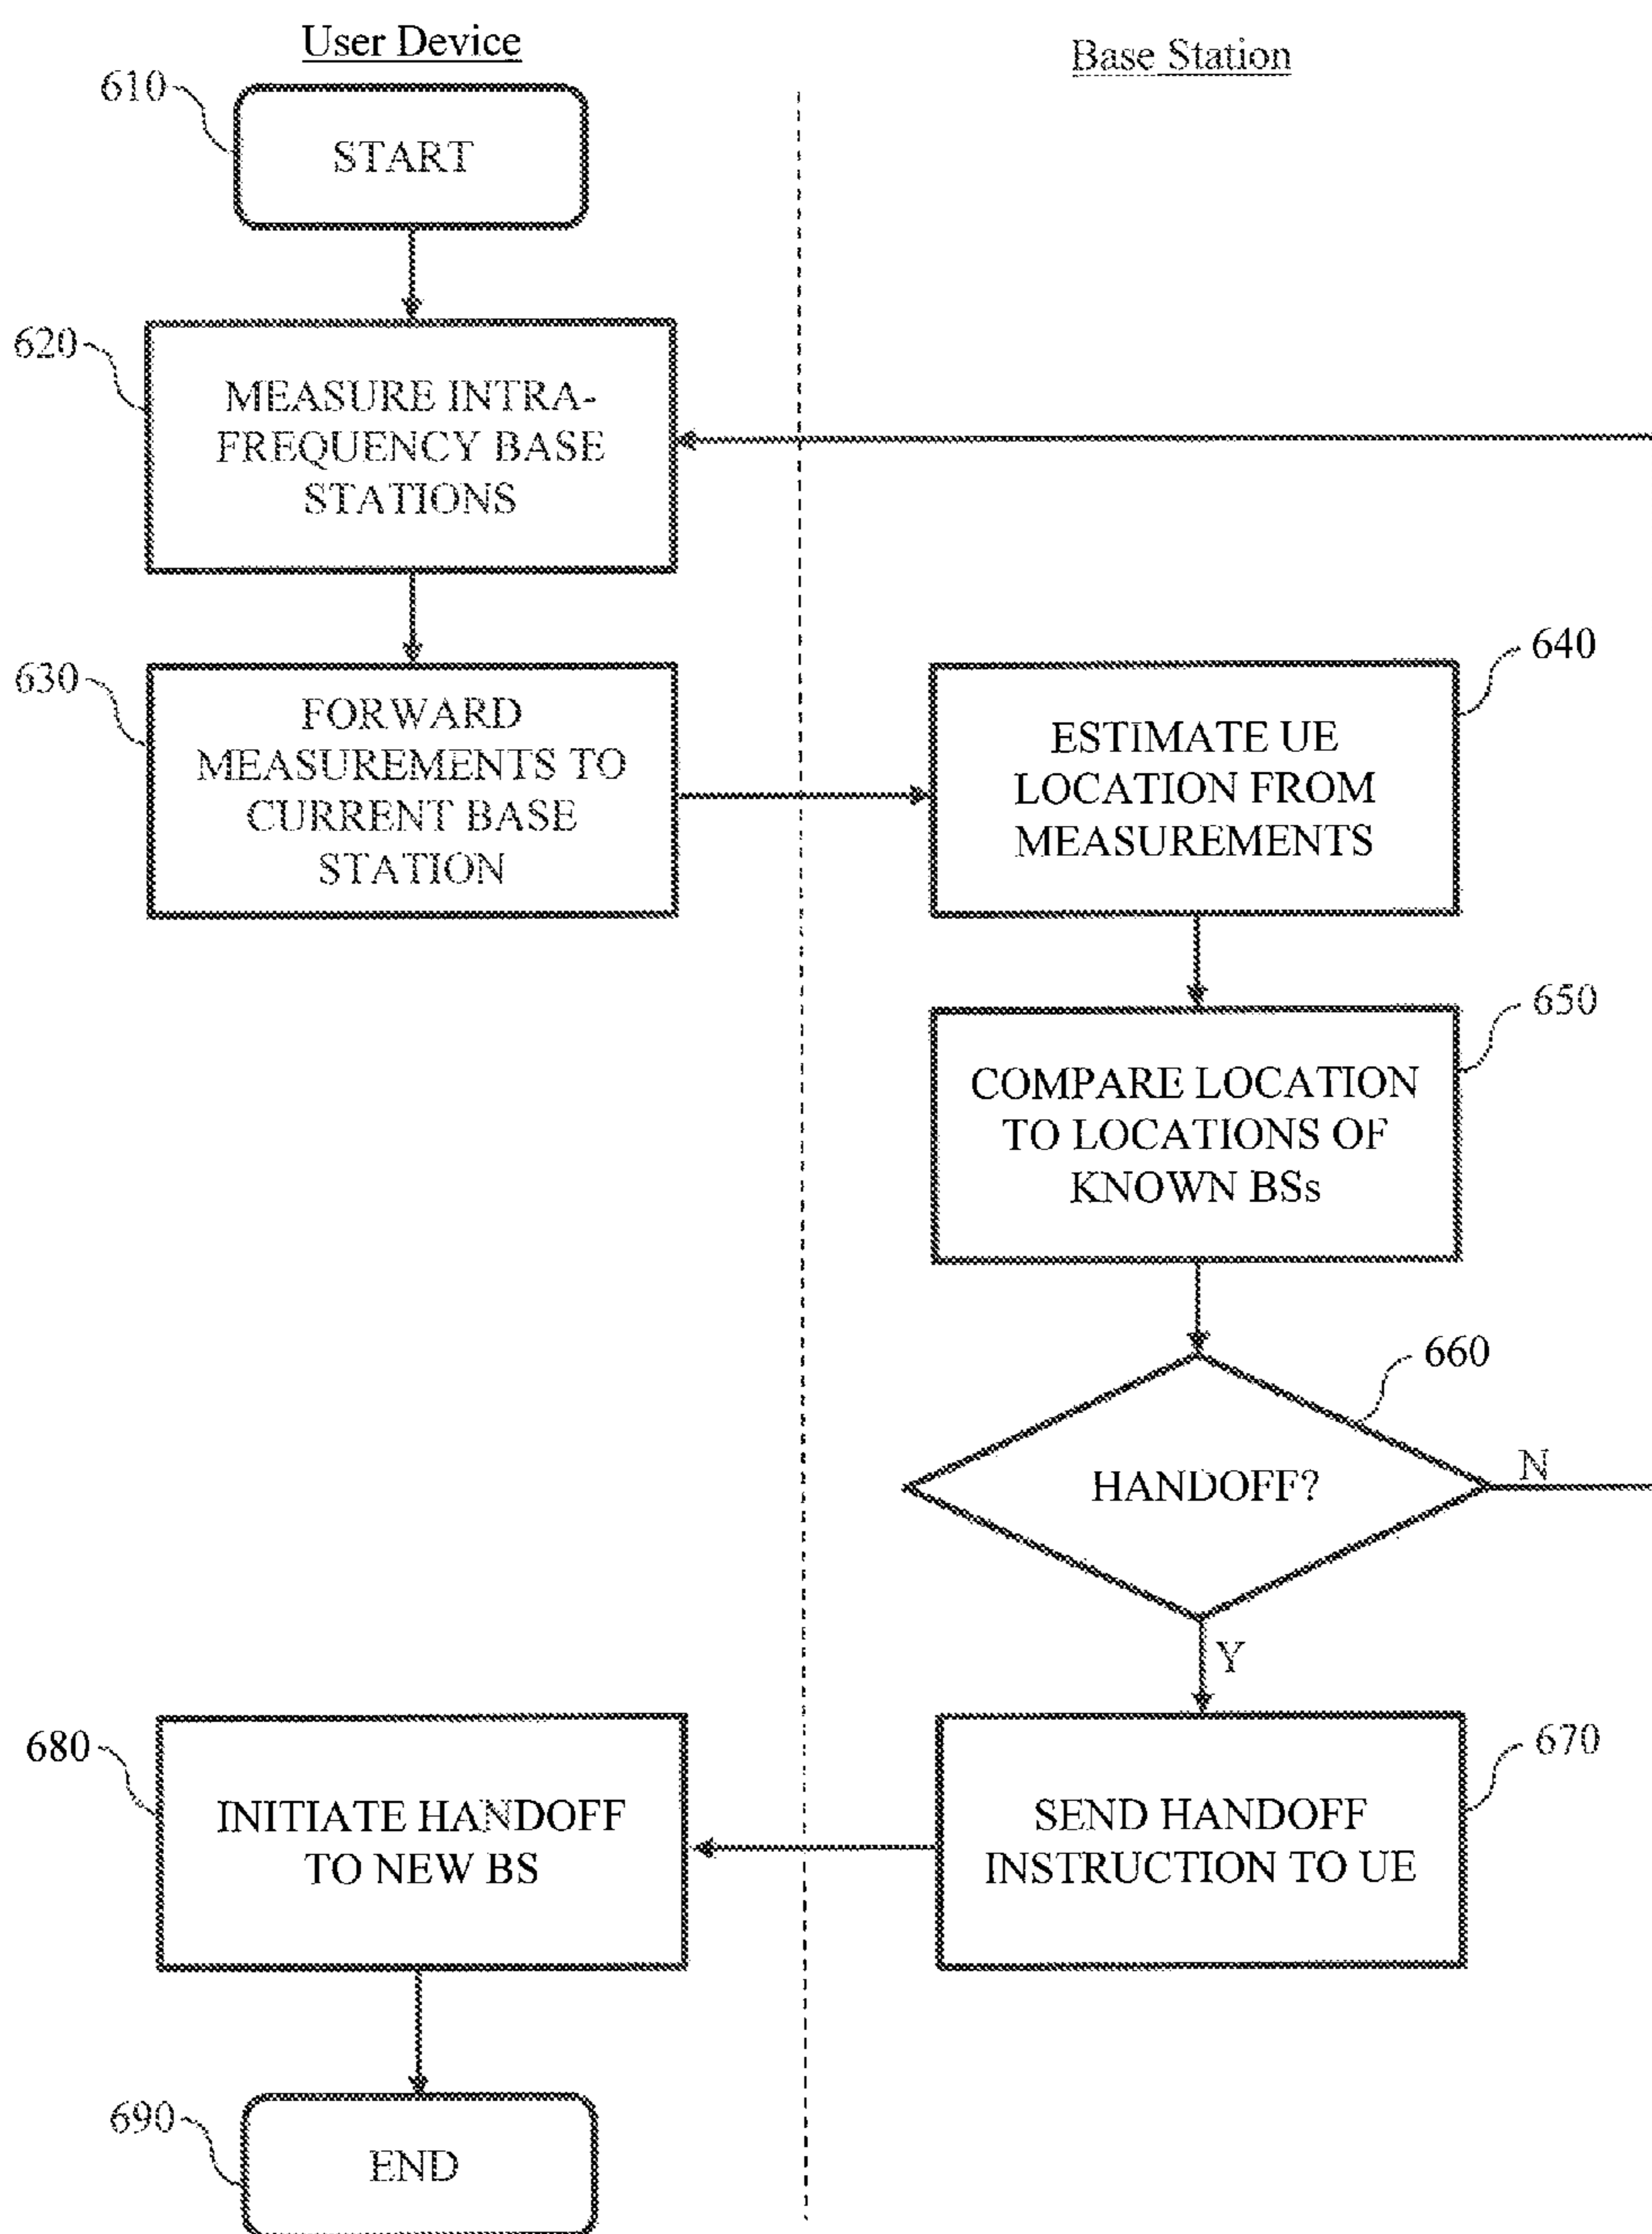 User Device
Base Station
610
START
620
MEASURE INTRA-
FREQUENCY BASE
STATIONS
630
FORWARD
MEASUREMENTS TO
CURRENT BASE
STATION
640
ESTIMATE UE
LOCATION FROM
MEASUREMENTS
650
COMPARE LOCATION
TO LOCATIONS OF
KNOWN BSs
660
HANDOFF?
N
Y
670
SEND HANDOFF
INSTRUCTION TO UE
680
INITIATE HANDOFF
TO NEW BS
690
END